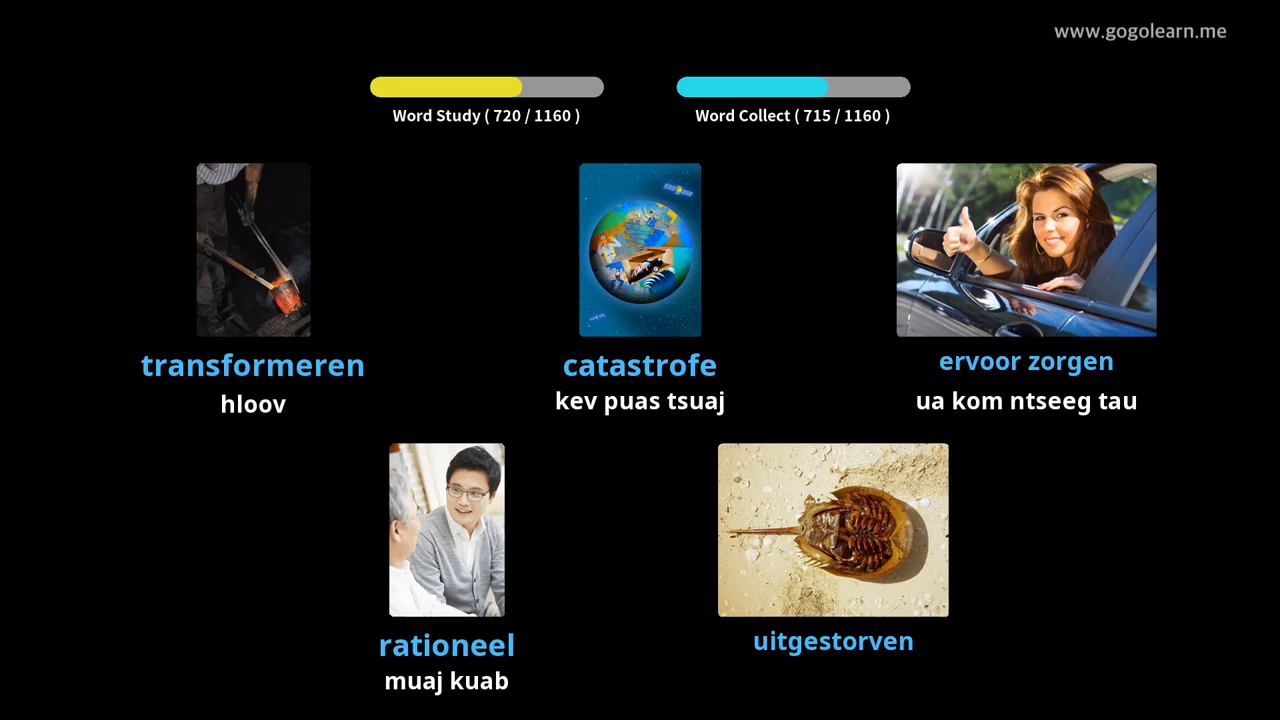 www.gogolearn.me
Word Study ( 720 / 1160 )
Word Collect ( 715 / 1160 )
transformeren
hloov
catastrofe
kev puas tsuaj
ervoor zorgen
ua kom ntseeg tau
rationeel
muaj kuab
uitgestorven